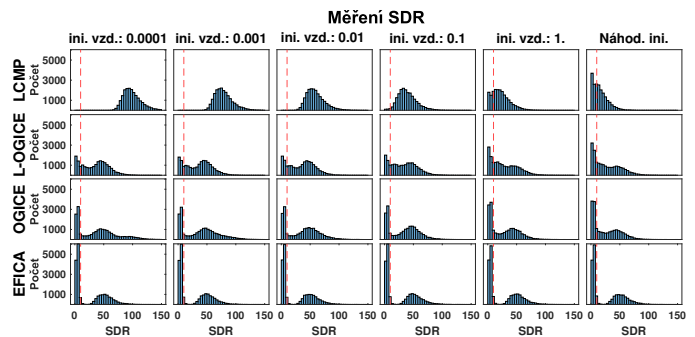 Měření SDR
ini. vzd.: 0.0001 ini. vzd.: 0.001 ini. vzd.: 0.01 ini. vzd.: 0.1 ini. vzd.: 1. Náhod. ini.
LCMP
Počet
5000
3000
1000
L-OGICE
Počet
5000
3000
1000
OGICE
Počet
5000
3000
1000
EFICA
Počet
5000
3000
1000
0 50 100 150 0 50 100 150 0 50 100 150 0 50 100 150 0 50 100 150 0 50 100 150
SDR SDR SDR SDR SDR SDR